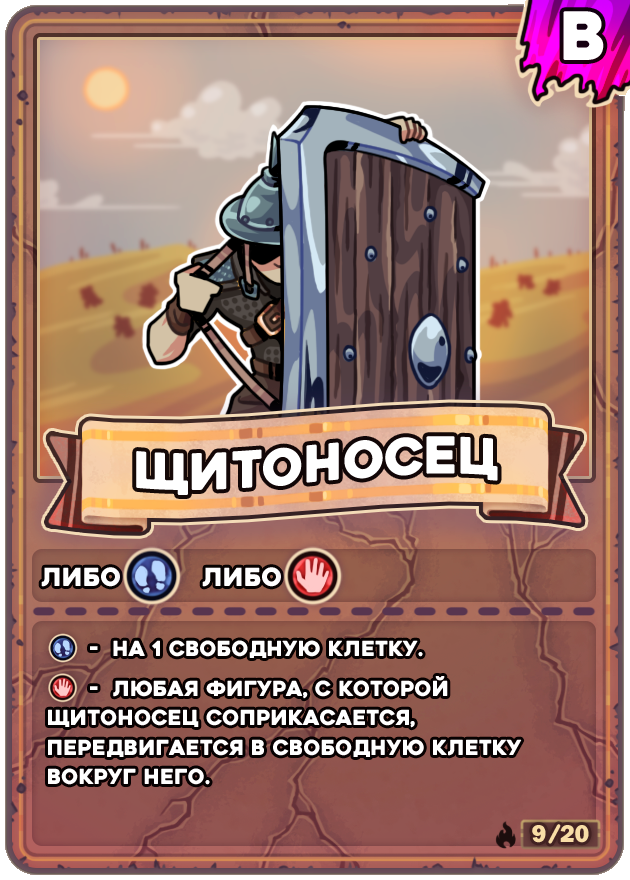 B
ЩИТОНОСЕЦ
ЛИБО ЛИБО
- НА 1 СВОБОДНУЮ КЛЕТКУ.
- ЛЮБАЯ ФИГУРА, С КОТОРОЙ
ЩИТОНОСЕЦ СОПРИКАСАЕТСЯ,
ПЕРЕДВИГАЕТСЯ В СВОБОДНУЮ КЛЕТКУ
ВОКРУГ НЕГО.
9/20